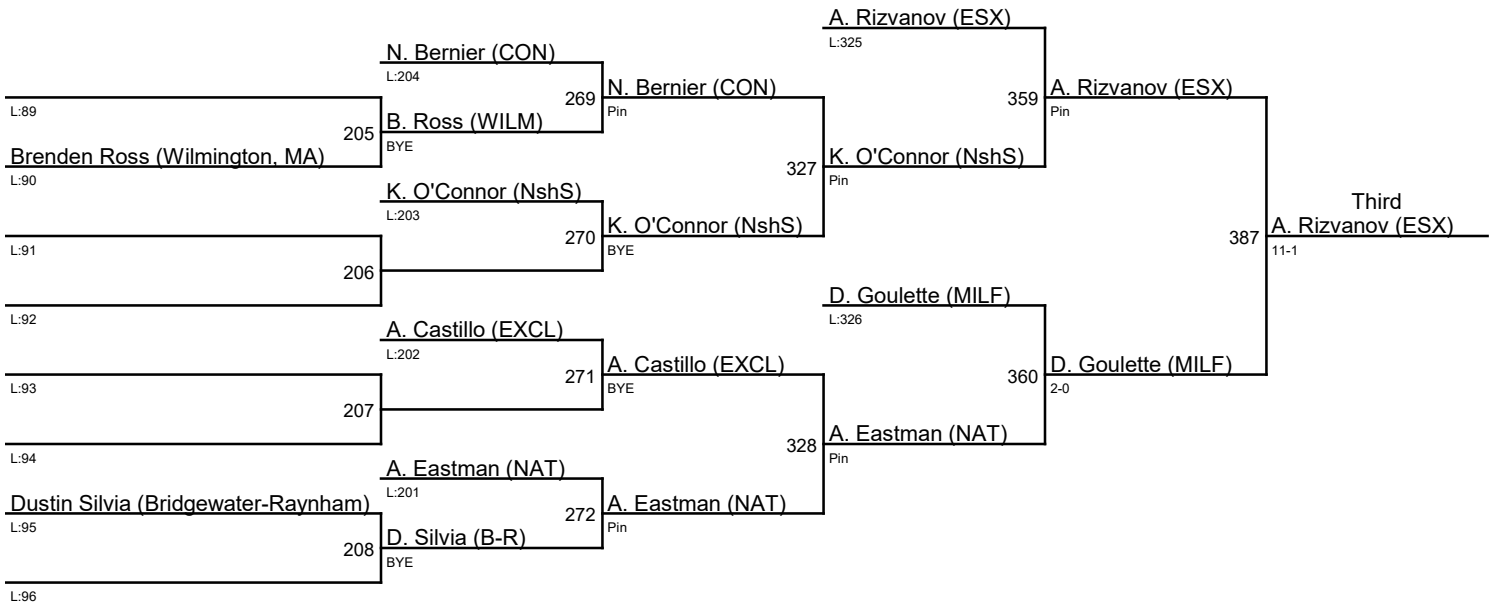 A. Rizvanov (ESX)
L:325
N. Bernier (CON)
L:204
269
N. Bernier (CON)
Pin
359
A. Rizvanov (ESX)
Pin
L:89
205
B. Ross (WILM)
BYE
Brenden Ross (Wilmington, MA)
L:90
327
K. O'Connor (NshS)
Pin
K. O'Connor (NshS)
L:203
270
K. O'Connor (NshS)
BYE
Third
387
A. Rizvanov (ESX)
11-1
L:91
206
L:92
D. Goulette (MILF)
L:326
A. Castillo (EXCL)
L:202
271
A. Castillo (EXCL)
BYE
360
D. Goulette (MILF)
2-0
L:93
207
L:94
328
A. Eastman (NAT)
Pin
A. Eastman (NAT)
L:201
272
A. Eastman (NAT)
Pin
Dustin Silvia (Bridgewater-Raynham)
L:95
208
D. Silvia (B-R)
BYE
L:96